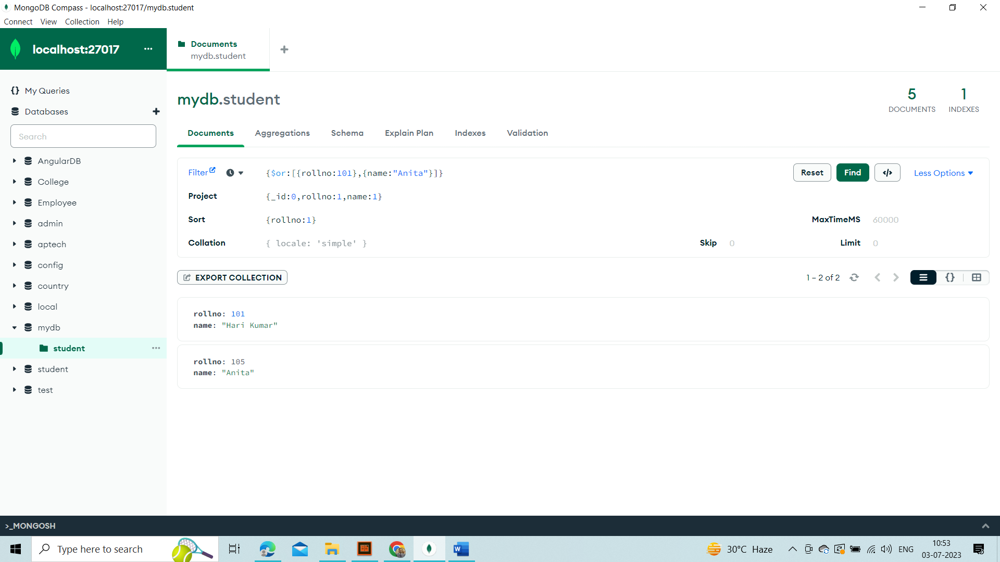 MongoDB Compass - localhost:27017/mydb.student
Connect View Collection Help
localhost:27017 ...
Documents
mydb.student
+
{} My Queries
Databases +
Search
AngularDB
College
Employee
admin
aptech
config
country
local
mydb
student ...
student
test
mydb.student
5
DOCUMENTS
1
INDEXES
Documents Aggregations Schema Explain Plan Indexes Validation
Filter {$or:[{rollno:101},{name:"Anita"}]} Reset Find </> Less Options
Project {_id:0,rollno:1,name:1}
Sort {rollno:1} MaxTimeMS 60000
Collation { locale: 'simple' } Skip 0 Limit 0
EXPORT COLLECTION 1 – 2 of 2 {}
rollno: 101
name: "Hari Kumar"
rollno: 105
name: "Anita"
>_MONGOSH
Type here to search
30°C Haze ENG
10:53
03-07-2023